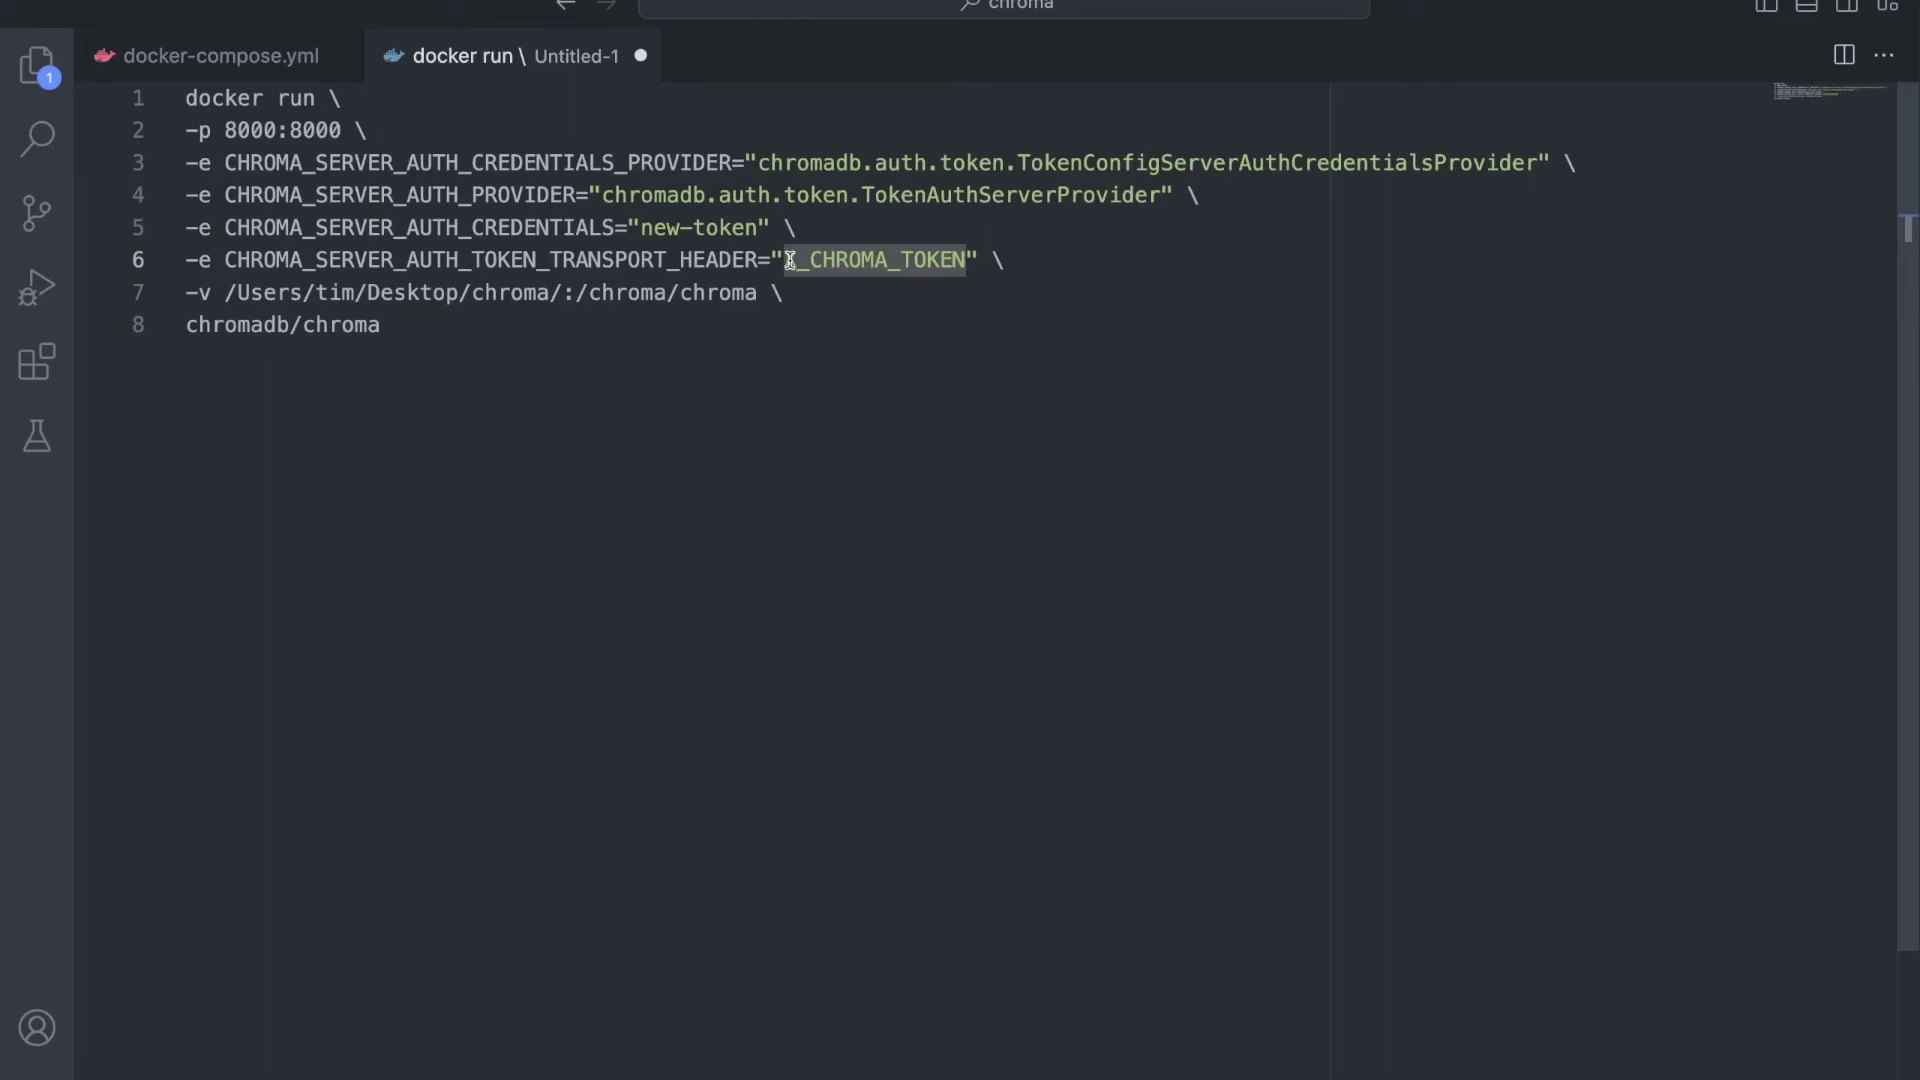 chroma
docker-compose.yml
docker run \ Untitled-1
1
1 docker run \
2 -p 8000:8000 \
3 -e CHROMA_SERVER_AUTH_CREDENTIALS_PROVIDER="chromadb.auth.token.TokenConfigServerAuthCredentialsProvider" \
4 -e CHROMA_SERVER_AUTH_PROVIDER="chromadb.auth.token.TokenAuthServerProvider" \
5 -e CHROMA_SERVER_AUTH_CREDENTIALS="new-token" \
6 -e CHROMA_SERVER_AUTH_TOKEN_TRANSPORT_HEADER="X_CHROMA_TOKEN" \
7 -v /Users/tim/Desktop/chroma/:/chroma/chroma \
8 chromadb/chroma